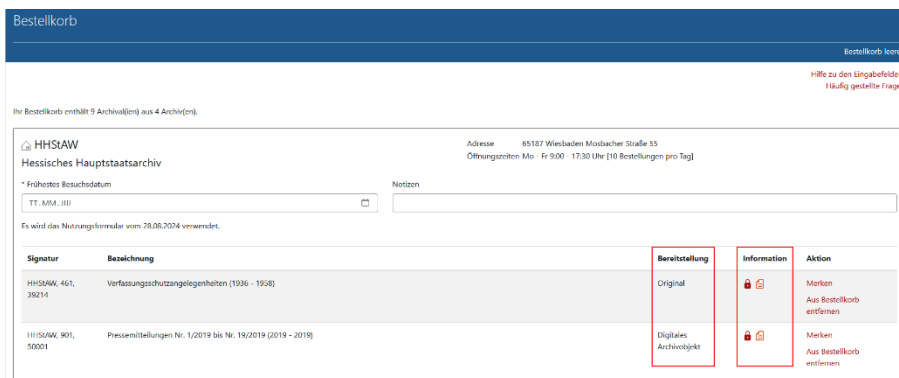 Bestellkorb
Bestellkorb leere
Hilfe zu den Eingabefelder
Häufig gestellte Frage
Ihr Bestellkorb enthält 9 Archival(ien) aus 4 Archiv(en).
HHStAW
Hessisches Hauptstaatsarchiv
Adresse 65187 Wiesbaden Mosbacher Straße 55
Öffnungszeiten Mo - Fr 9:00 - 17:30 Uhr [10 Bestellungen pro Tag]
* Frühestes Besuchsdatum Notizen
TT.MM.JJJJ
Es wird das Nutzungsformular vom 28.08.2024 verwendet.
Signatur Bezeichnung Bereitstellung Information Aktion
HHStAW, 461, 39214 Verfassungsschutzangelegenheiten (1936 - 1958) Original Merken
Aus Bestellkorb entfernen
HHStAW, 901, 50001 Pressemitteilungen Nr. 1/2019 bis Nr. 19/2019 (2019 - 2019) Digitales Archivobjekt Merken
Aus Bestellkorb entfernen